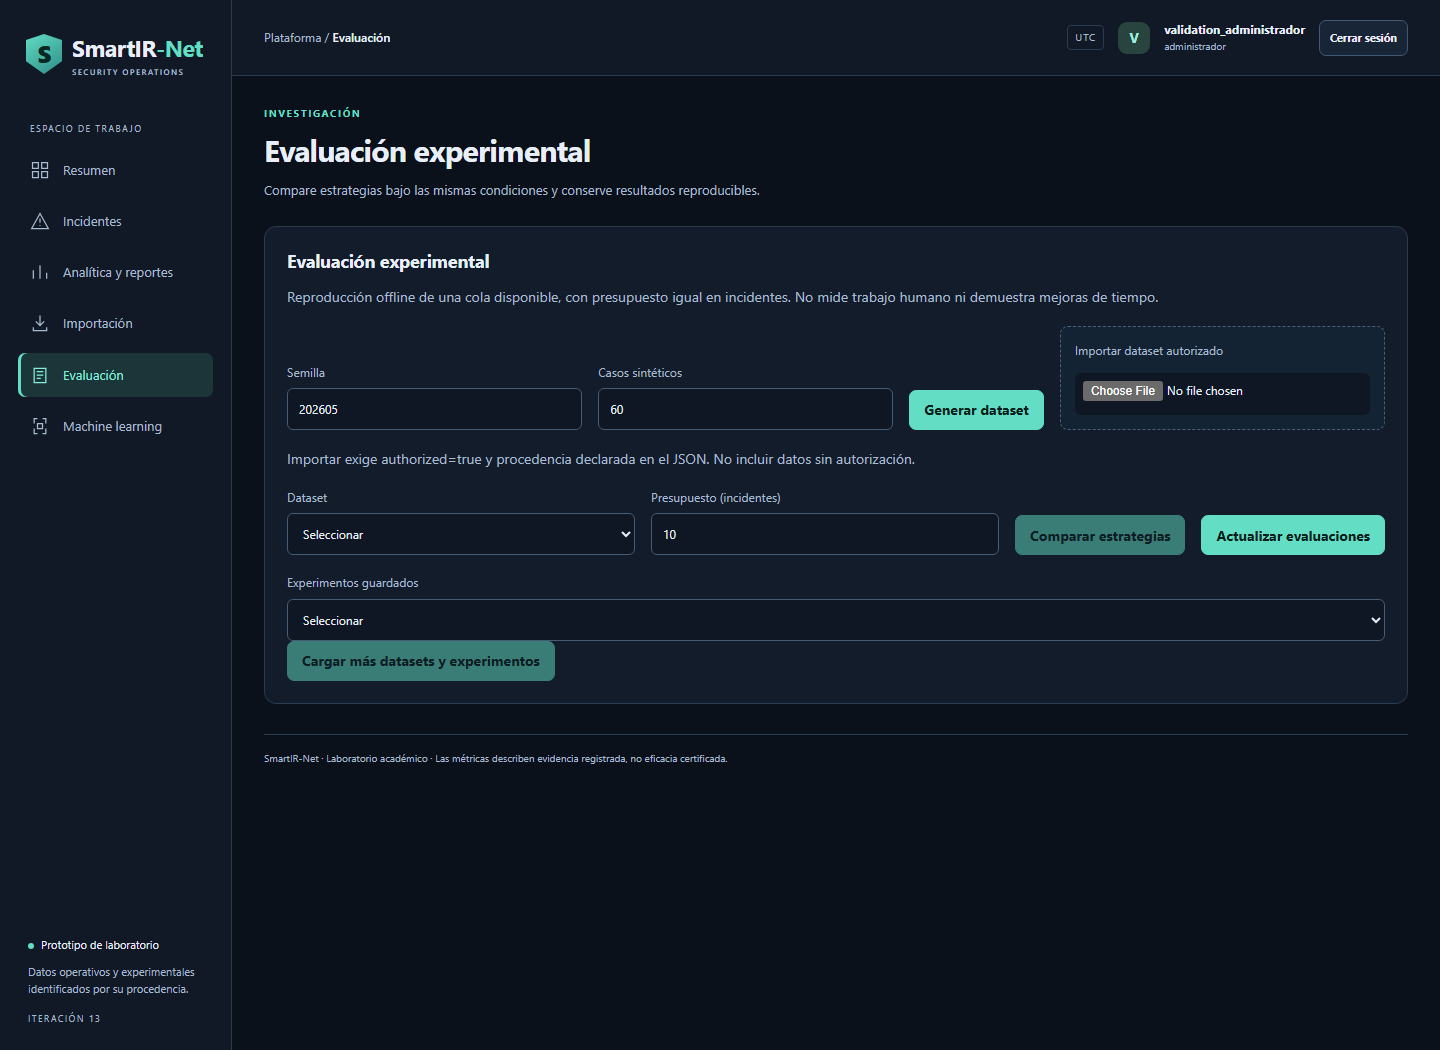 S
SmartIR-Net
SECURITY OPERATIONS
ESPACIO DE TRABAJO
Resumen
Incidentes
Analítica y reportes
Importación
Evaluación
Machine learning
Prototipo de laboratorio
Datos operativos y experimentales
identificados por su procedencia.
ITERACIÓN 13
Plataforma / Evaluación
UTC
V
validation_administrador
administrador
Cerrar sesión
INVESTIGACIÓN
Evaluación experimental
Compare estrategias bajo las mismas condiciones y conserve resultados reproducibles.
Evaluación experimental
Reproducción offline de una cola disponible, con presupuesto igual en incidentes. No mide trabajo humano ni demuestra mejoras de tiempo.
Semilla
202605
Casos sintéticos
60
Generar dataset
Importar dataset autorizado
Choose File No file chosen
Importar exige authorized=true y procedencia declarada en el JSON. No incluir datos sin autorización.
Dataset
Seleccionar
Presupuesto (incidentes)
10
Comparar estrategias
Actualizar evaluaciones
Experimentos guardados
Seleccionar
Cargar más datasets y experimentos
SmartIR-Net · Laboratorio académico · Las métricas describen evidencia registrada, no eficacia certificada.